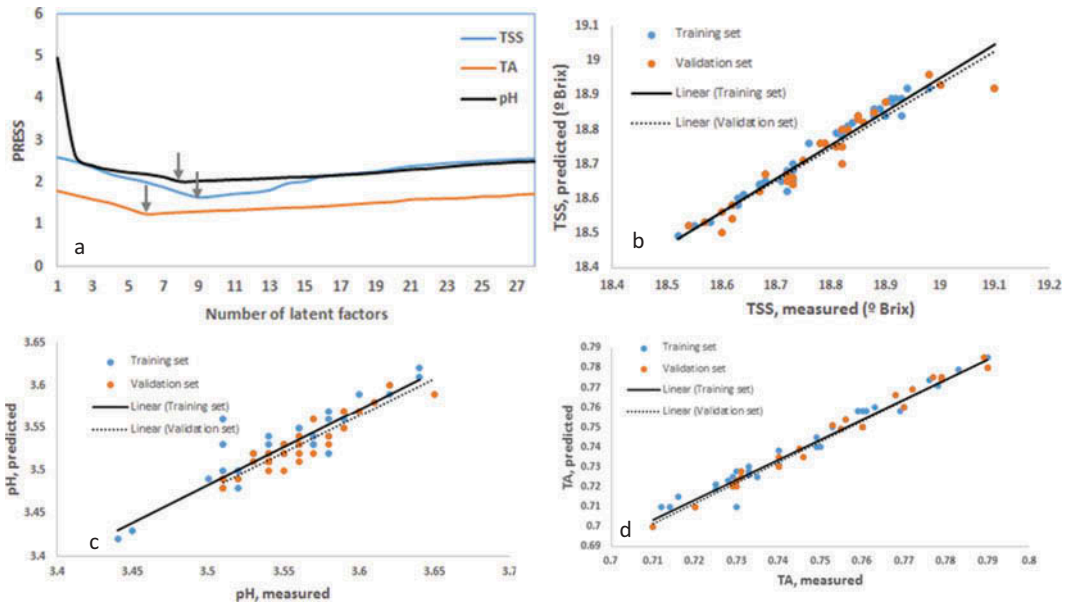 6
5
4
3
2
1
0
PRESS
TSS
TA
pH
a
1 3 5 7 9 11 13 15 17 19 21 23 25 27
Number of latent factors
19.1
19
18.9
18.8
18.7
18.6
18.5
18.4
TSS, predicted (º Brix)
Training set
Validation set
Linear (Training set)
Linear (Validation set)
b
18.4 18.5 18.6 18.7 18.8 18.9 19 19.1 19.2
TSS, measured (º Brix)
3.65
3.6
3.55
3.5
3.45
3.4
pH, predicted
Training set
Validation set
Linear (Training set)
Linear (Validation set)
c
3.4 3.45 3.5 3.55 3.6 3.65 3.7
pH, measured
0.79
0.78
0.77
0.76
0.75
0.74
0.73
0.72
0.71
0.7
0.69
TA, predicted
Training set
Validation set
Linear (Training set)
Linear (Validation set)
d
0.7 0.71 0.72 0.73 0.74 0.75 0.76 0.77 0.78 0.79 0.8
TA, measured